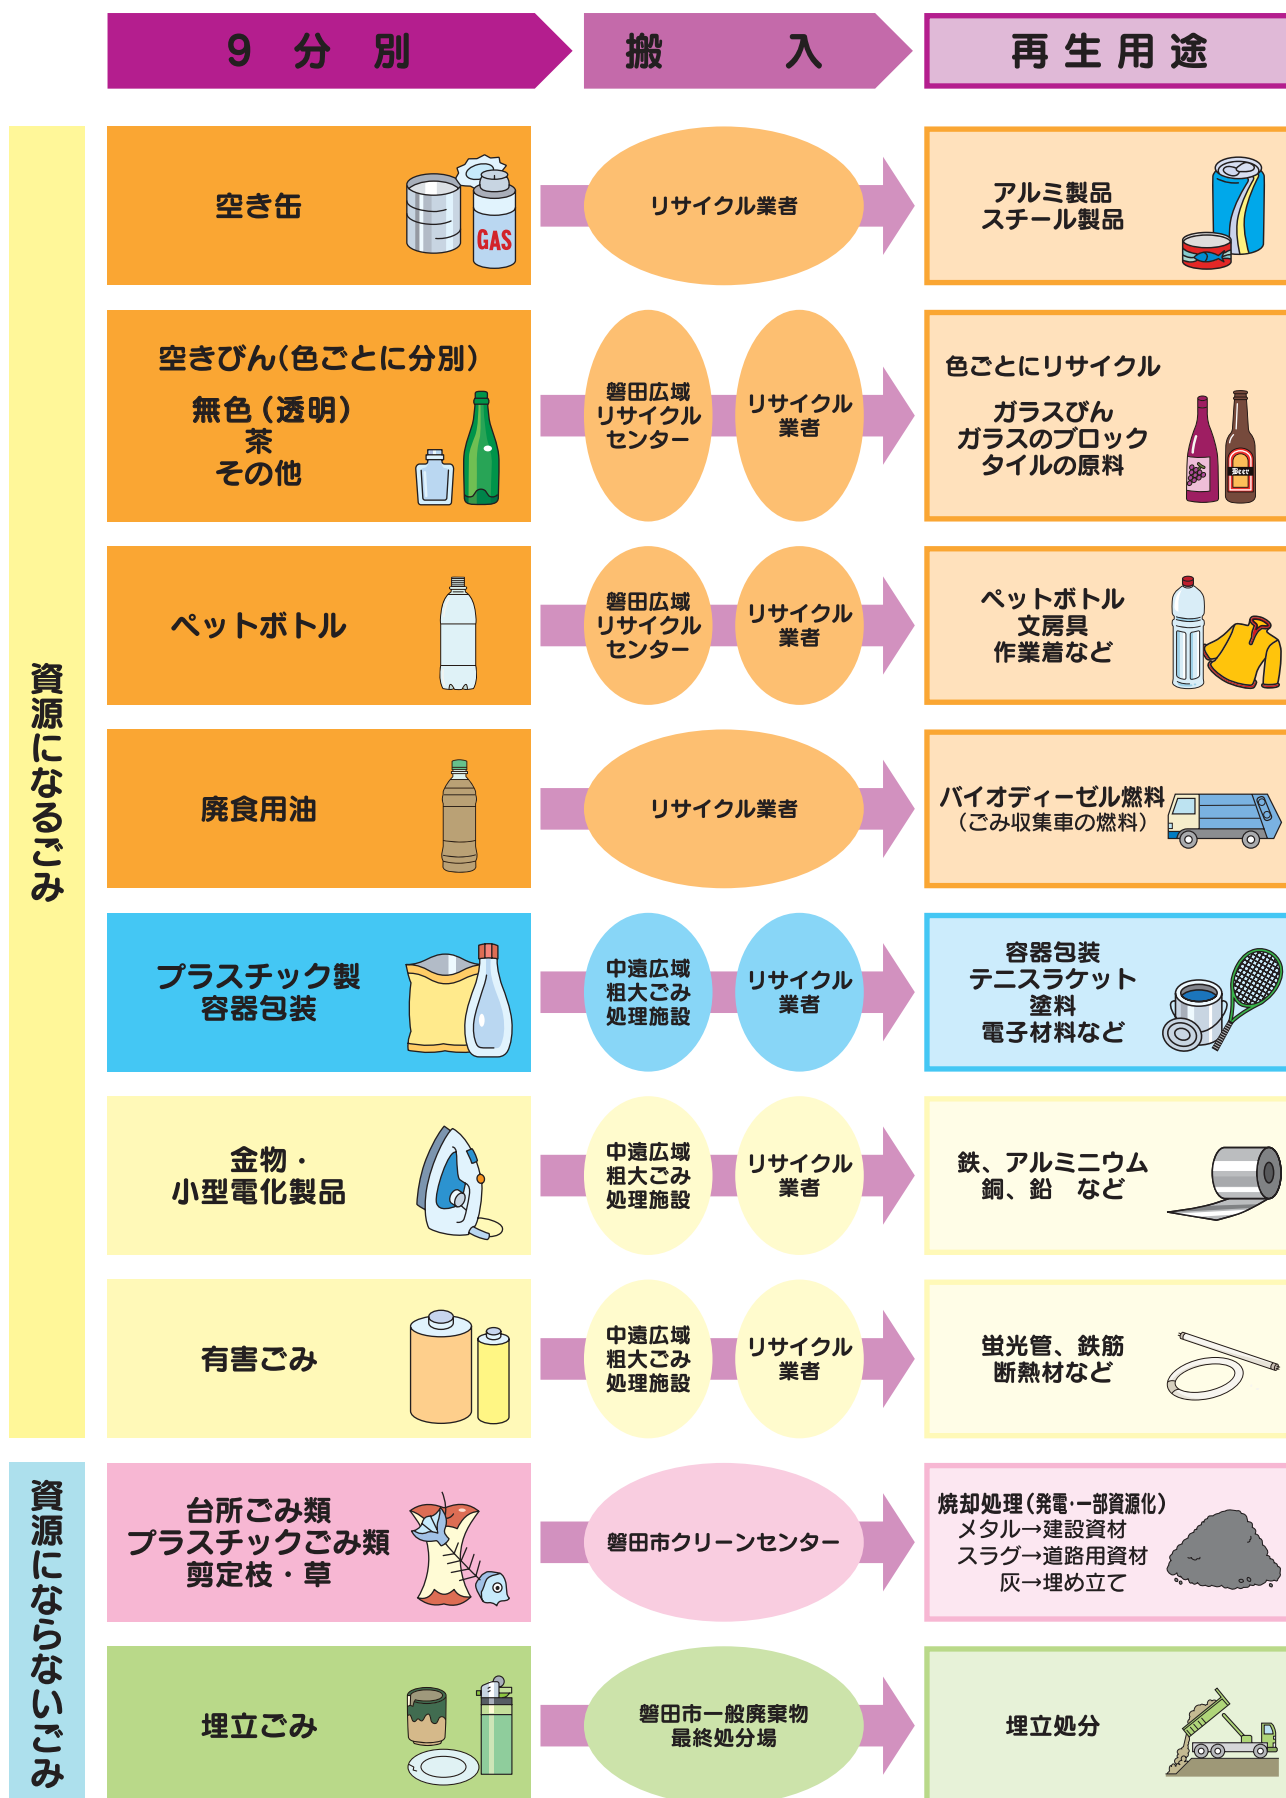 9分別
搬入
再生用途
資源になるごみ
空き缶
GAS
リサイクル業者
アルミ製品
スチール製品
空きびん(色ごとに分別)
無色(透明)
茶
その他
磐田広域
リサイクル
センター
リサイクル
業者
色ごとにリサイクル
ガラスびん
ガラスのブロック
タイルの原料
Beer
ペットボトル
磐田広域
リサイクル
センター
リサイクル
業者
ペットボトル
文房具
作業着など
廃食用油
リサイクル業者
バイオディーゼル燃料
(ごみ収集車の燃料)
プラスチック製
容器包装
中遠広域
粗大ごみ
処理施設
リサイクル
業者
容器包装
テニスラケット
塗料
電子材料など
金物・
小型電化製品
中遠広域
粗大ごみ
処理施設
リサイクル
業者
鉄、アルミニウム
銅、鉛 など
有害ごみ
中遠広域
粗大ごみ
処理施設
リサイクル
業者
蛍光管、鉄筋
断熱材など
資源にならないごみ
台所ごみ類
プラスチックごみ類
剪定枝・草
磐田市クリーンセンター
焼却処理(発電・一部資源化)
メタル→建設資材
スラグ→道路用資材
灰→埋め立て
埋立ごみ
磐田市一般廃棄物
最終処分場
埋立処分